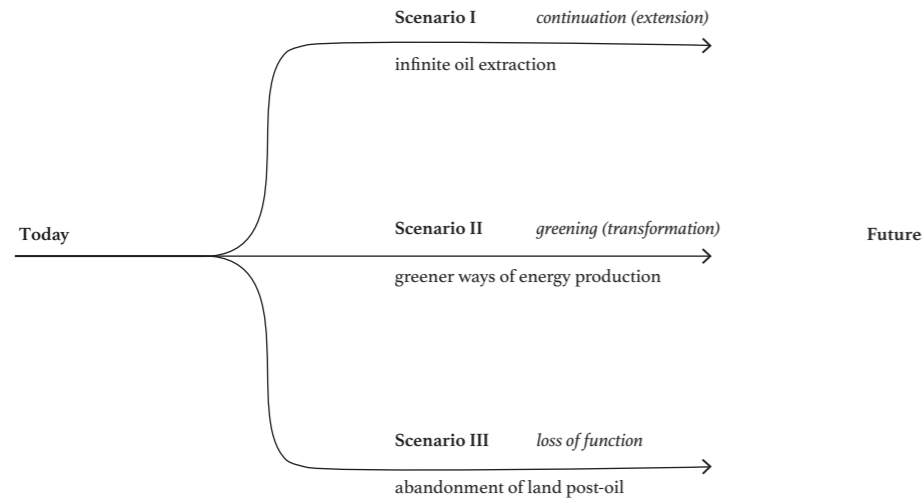 Scenario I continuation (extension)
infinite oil extraction
Today
Scenario II greening (transformation)
Future
greener ways of energy production
Scenario III loss of function
abandonment of land post-oil